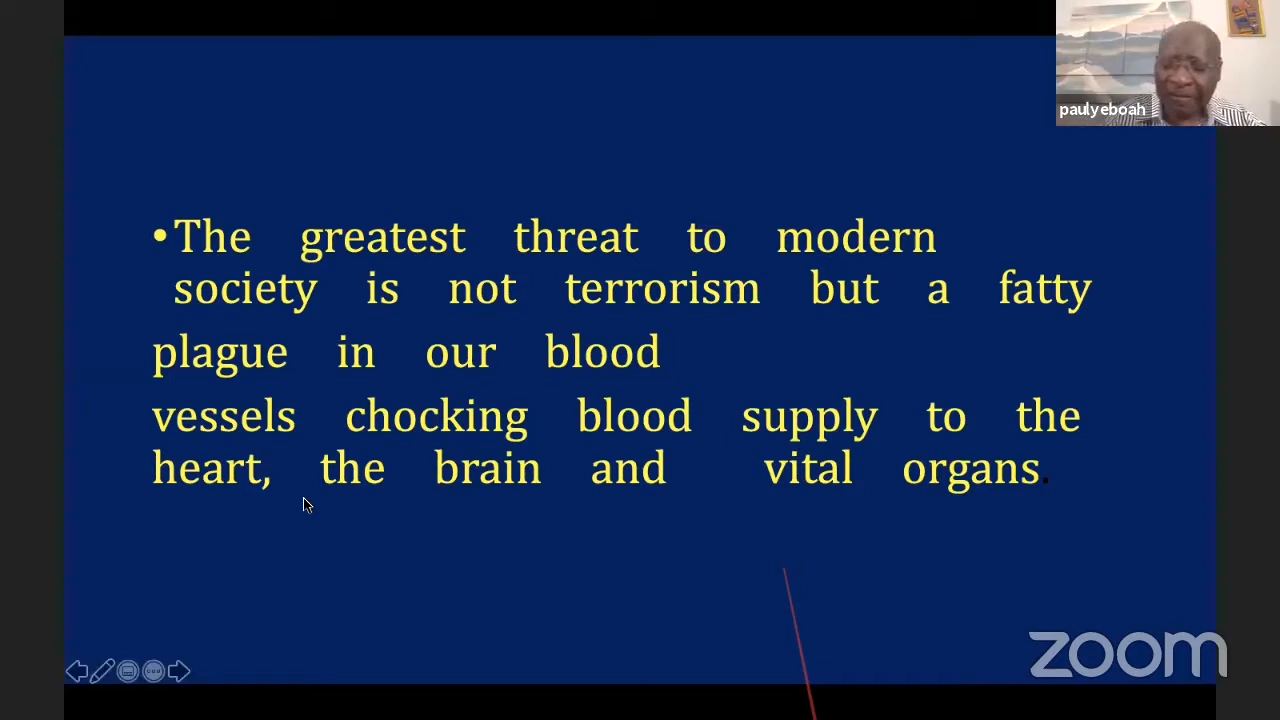 paulyeboah
•The greatest threat to modern
society is not terrorism but a fatty
plague in our blood
vessels chocking blood supply to the
heart, the brain and vital organs.
zoom